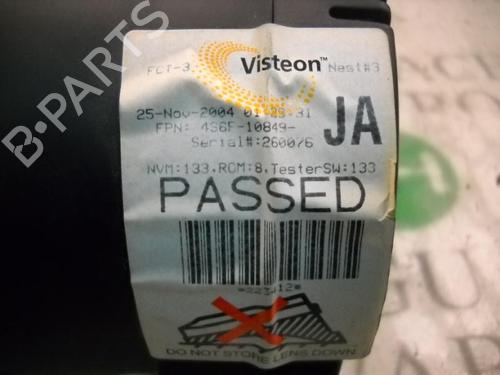 B-PARTS
Visteon™
FCT-3 Nest#3
25-Nov-2004 01:
FPN: 4S6F-10849- JA
Serial#:260076
NVM:133,ROM:8,TesterSW:133
PASSED
DO NOT STORE LENS DOWN